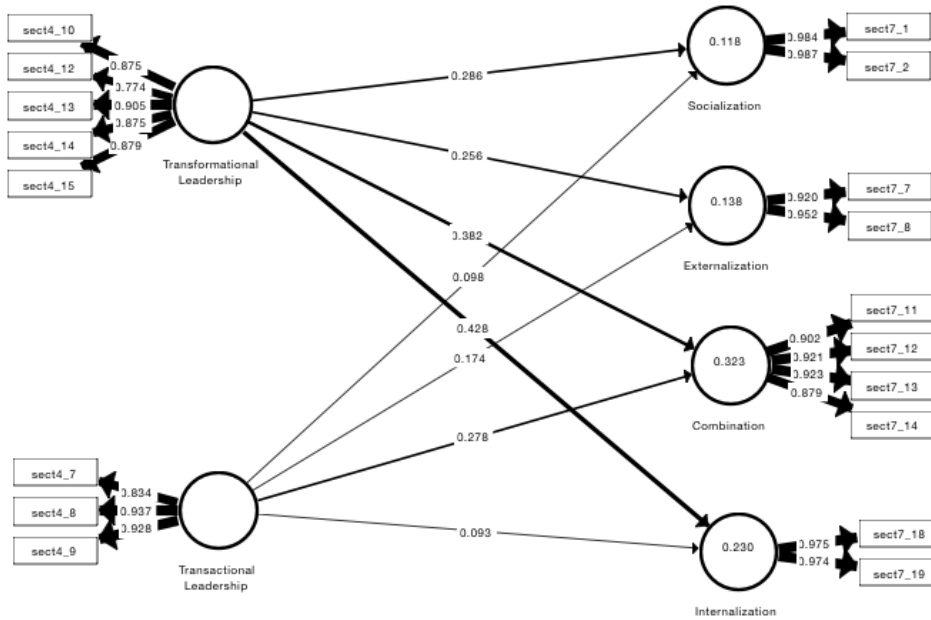 sect4_10
sect4_12
sect4_13
sect4_14
sect4_15
0.875
0.774
0.905
0.875
0.879
Transformational
Leadership
sect4_7
sect4_8
sect4_9
0.834
0.937
0.928
Transactional
Leadership
0.286
0.256
0.382
0.098
0.428
0.174
0.278
0.093
0.118
Socialization
0.984
0.987
sect7_1
sect7_2
0.138
Externalization
0.920
0.952
sect7_7
sect7_8
0.323
Combination
0.902
0.921
0.923
0.879
sect7_11
sect7_12
sect7_13
sect7_14
0.230
Internalization
0.975
0.974
sect7_18
sect7_19